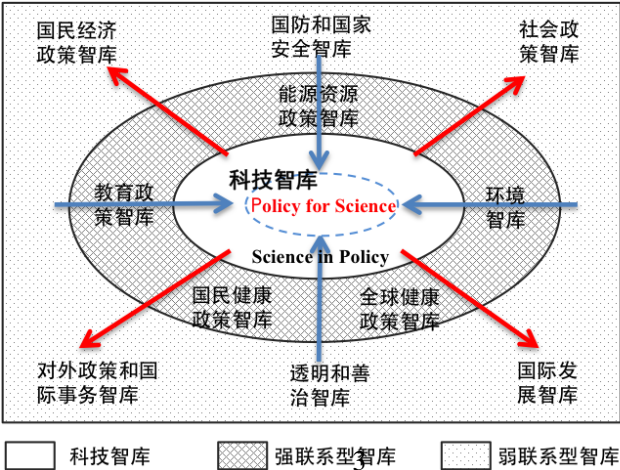 国民经济
政策智库
国防和国家
安全智库
社会政
策智库
能源资源
政策智库
科技智库
教育政
策智库
Policy for Science
环境
智库
Science in Policy
国民健康
政策智库
全球健康
政策智库
对外政策和国
际事务智库
透明和善
治智库
国际发
展智库
科技智库
强联系型智库
3
弱联系型智库